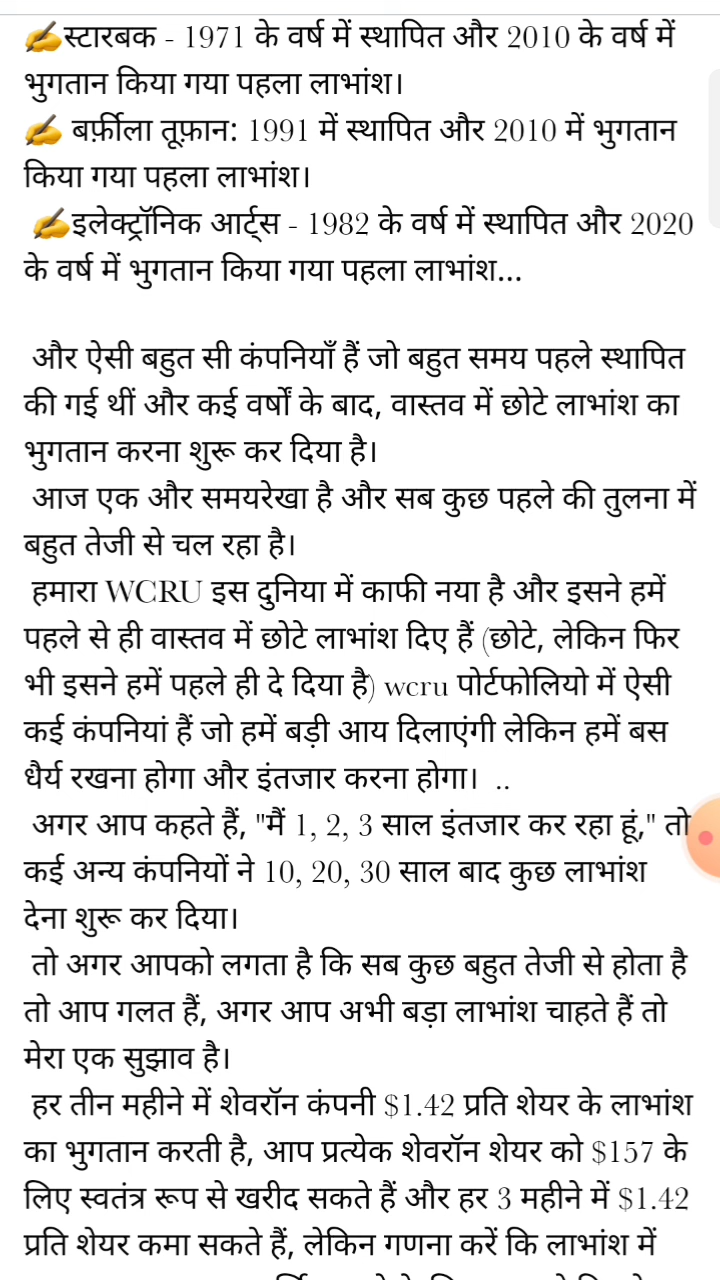 ✍️स्टारबक - 1971 के वर्ष में स्थापित और 2010 के वर्ष में
भुगतान किया गया पहला लाभांश।
✍️ बर्फ़ीला तूफ़ान: 1991 में स्थापित और 2010 में भुगतान
किया गया पहला लाभांश।
✍️इलेक्ट्रॉनिक आर्ट्स - 1982 के वर्ष में स्थापित और 2020
के वर्ष में भुगतान किया गया पहला लाभांश...
और ऐसी बहुत सी कंपनियाँ हैं जो बहुत समय पहले स्थापित
की गई थीं और कई वर्षों के बाद, वास्तव में छोटे लाभांश का
भुगतान करना शुरू कर दिया है।
आज एक और समयरेखा है और सब कुछ पहले की तुलना में
बहुत तेजी से चल रहा है।
हमारा WCRU इस दुनिया में काफी नया है और इसने हमें
पहले से ही वास्तव में छोटे लाभांश दिए हैं (छोटे, लेकिन फिर
भी इसने हमें पहले ही दे दिया है) wcru पोर्टफोलियो में ऐसी
कई कंपनियां हैं जो हमें बड़ी आय दिलाएंगी लेकिन हमें बस
धैर्य रखना होगा और इंतजार करना होगा। ..
अगर आप कहते हैं, "मैं 1, 2, 3 साल इंतजार कर रहा हूं," तो
कई अन्य कंपनियों ने 10, 20, 30 साल बाद कुछ लाभांश
देना शुरू कर दिया।
तो अगर आपको लगता है कि सब कुछ बहुत तेजी से होता है
तो आप गलत हैं, अगर आप अभी बड़ा लाभांश चाहते हैं तो
मेरा एक सुझाव है।
हर तीन महीने में शेवरॉन कंपनी $1.42 प्रति शेयर के लाभांश
का भुगतान करती है, आप प्रत्येक शेवरॉन शेयर को $157 के
लिए स्वतंत्र रूप से खरीद सकते हैं और हर 3 महीने में $1.42
प्रति शेयर कमा सकते हैं, लेकिन गणना करें कि लाभांश में